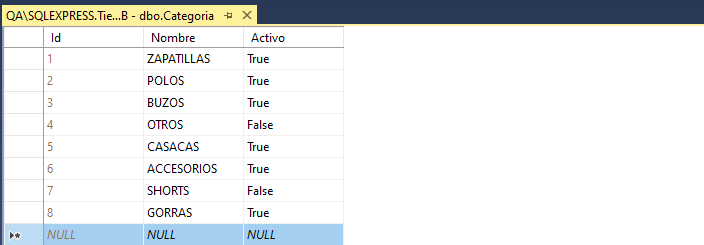 QA\SQLEXPRESS.Tie...B - dbo.Categoria
Id Nombre Activo
1 ZAPATILLAS True
2 POLOS True
3 BUZOS True
4 OTROS False
5 CASACAS True
6 ACCESORIOS True
7 SHORTS False
8 GORRAS True
NULL NULL NULL